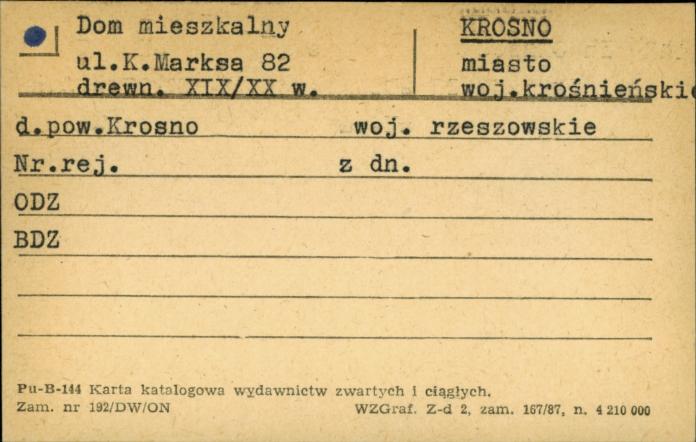 Dom mieszkalny KROSNO
ul.K.Marksa 82 miasto
drewn. XIX/XX w. woj.krośnieńskie
d.pow.Krosno woj. rzeszowskie
Nr.rej. z dn.
ODZ
BDZ
Pu-B-144 Karta katalogowa wydawnictw zwartych i ciągłych.
Zam. nr 192/DW/ON WZGraf. Z-d 2, zam. 167/87, n. 4 210 000